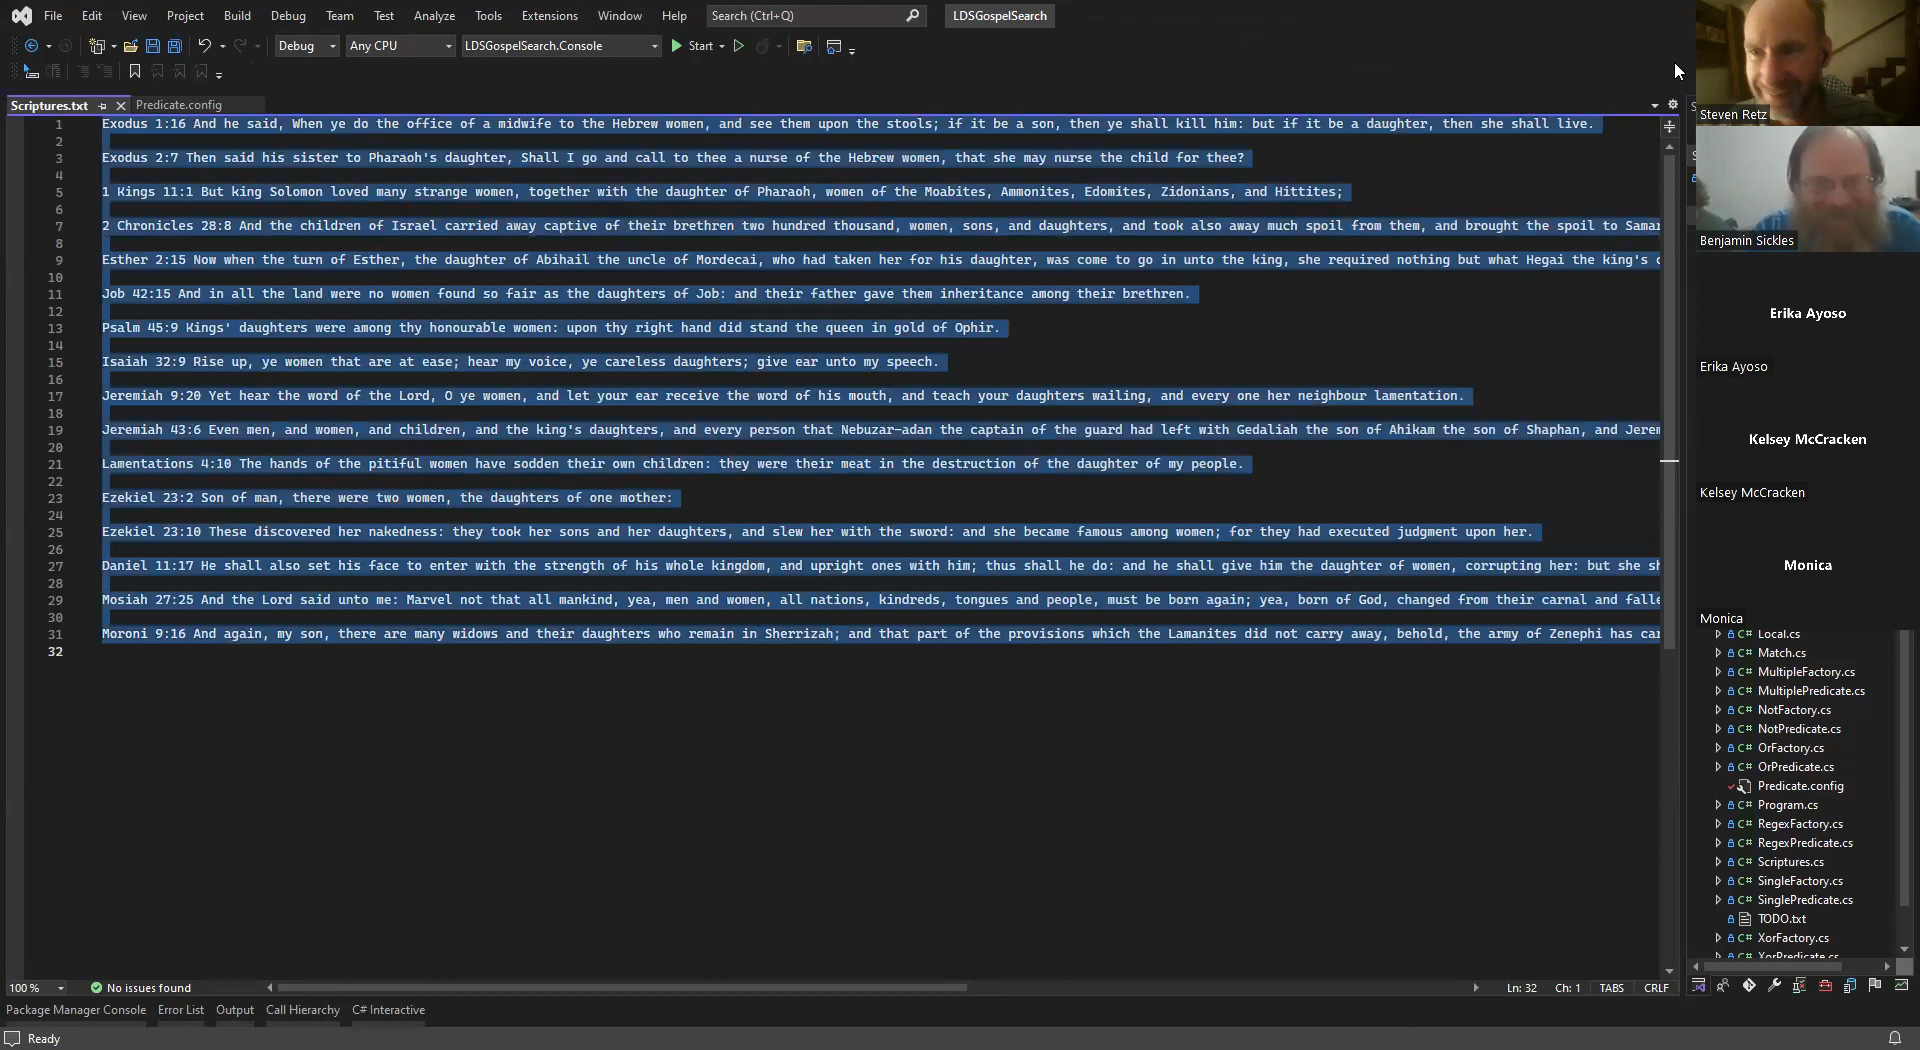 File Edit View Project Build Debug Team Test Analyze Tools Extensions Window Help Search (Ctrl+Q) LDSGospelSearch
Debug Any CPU LDSGospelSearch.Console Start
Scriptures.txt Predicate.config
1 Exodus 1:16 And he said, When ye do the office of a midwife to the Hebrew women, and see them upon the stools; if it be a son, then ye shall kill him: but if it be a daughter, then she shall live.
2
3 Exodus 2:7 Then said his sister to Pharaoh's daughter, Shall I go and call to thee a nurse of the Hebrew women, that she may nurse the child for thee?
4
5 1 Kings 11:1 But king Solomon loved many strange women, together with the daughter of Pharaoh, women of the Moabites, Ammonites, Edomites, Zidonians, and Hittites;
6
7 2 Chronicles 28:8 And the children of Israel carried away captive of their brethren two hundred thousand, women, sons, and daughters, and took also away much spoil from them, and brought the spoil to Samar
8
9 Esther 2:15 Now when the turn of Esther, the daughter of Abihail the uncle of Mordecai, who had taken her for his daughter, was come to go in unto the king, she required nothing but what Hegai the king's
10
11 Job 42:15 And in all the land were no women found so fair as the daughters of Job: and their father gave them inheritance among their brethren.
12
13 Psalm 45:9 Kings' daughters were among thy honourable women: upon thy right hand did stand the queen in gold of Ophir.
14
15 Isaiah 32:9 Rise up, ye women that are at ease; hear my voice, ye careless daughters; give ear unto my speech.
16
17 Jeremiah 9:20 Yet hear the word of the Lord, O ye women, and let your ear receive the word of his mouth, and teach your daughters wailing, and every one her neighbour lamentation.
18
19 Jeremiah 43:6 Even men, and women, and children, and the king's daughters, and every person that Nebuzar-adan the captain of the guard had left with Gedaliah the son of Ahikam the son of Shaphan, and Jerem
20
21 Lamentations 4:10 The hands of the pitiful women have sodden their own children: they were their meat in the destruction of the daughter of my people.
22
23 Ezekiel 23:2 Son of man, there were two women, the daughters of one mother:
24
25 Ezekiel 23:10 These discovered her nakedness: they took her sons and her daughters, and slew her with the sword: and she became famous among women; for they had executed judgment upon her.
26
27 Daniel 11:17 He shall also set his face to enter with the strength of his whole kingdom, and upright ones with him; thus shall he do: and he shall give him the daughter of women, corrupting her: but she sh
28
29 Mosiah 27:25 And the Lord said unto me: Marvel not that all mankind, yea, men and women, all nations, kindreds, tongues and people, must be born again; yea, born of God, changed from their carnal and falle
30
31 Moroni 9:16 And again, my son, there are many widows and their daughters who remain in Sherrizah; and that part of the provisions which the Lamanites did not carry away, behold, the army of Zenephi has car
32
Steven Retz
Benjamin Sickles
Erika Ayoso
Erika Ayoso
Kelsey McCracken
Kelsey McCracken
Monica
Monica
C# Local.cs
C# Match.cs
C# MultipleFactory.cs
C# MultiplePredicate.cs
C# NotFactory.cs
C# NotPredicate.cs
C# OrFactory.cs
C# OrPredicate.cs
Predicate.config
C# Program.cs
C# RegexFactory.cs
C# RegexPredicate.cs
C# Scriptures.cs
C# SingleFactory.cs
C# SinglePredicate.cs
TODO.txt
C# XorFactory.cs
C# XorPredicate.cs
100 % No issues found Ln: 32 Ch: 1 TABS CRLF
Package Manager Console Error List Output Call Hierarchy C# Interactive
Ready